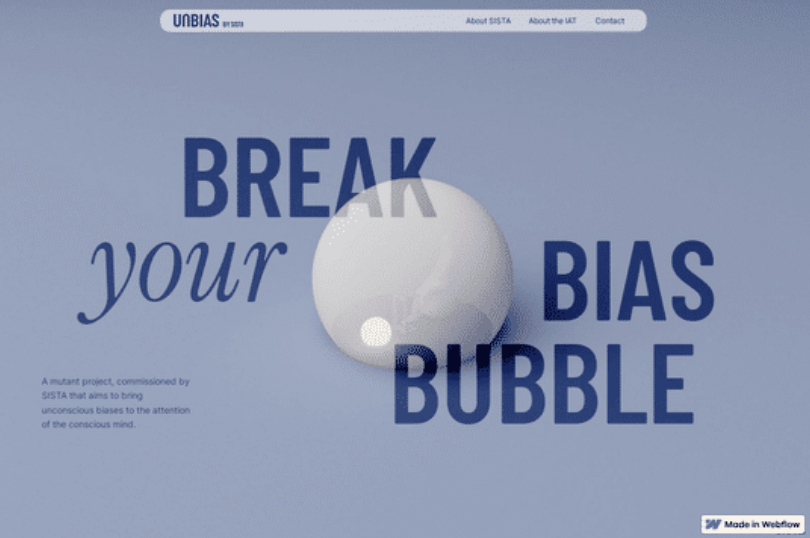 UNBIAS BY SISTA
About SISTA About the IAT Contact
BREAK
your
BIAS
BUBBLE
A mutant project, commissioned by
SISTA that aims to bring
unconscious biases to the attention
of the conscious mind.
Made in Webflow